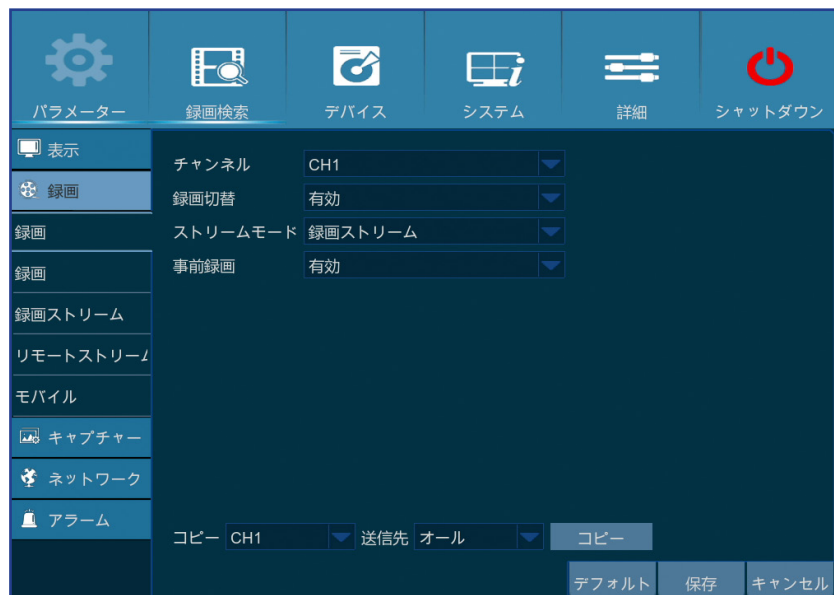 パラメーター
録画検索
デバイス
システム
詳細
シャットダウン
表示
録画
録画
録画
録画ストリーム
リモートストリーム
モバイル
キャプチャー
ネットワーク
アラーム
チャンネル CH1
録画切替 有効
ストリームモード 録画ストリーム
事前録画 有効
コピー CH1 送信先 オール コピー
デフォルト 保存 キャンセル